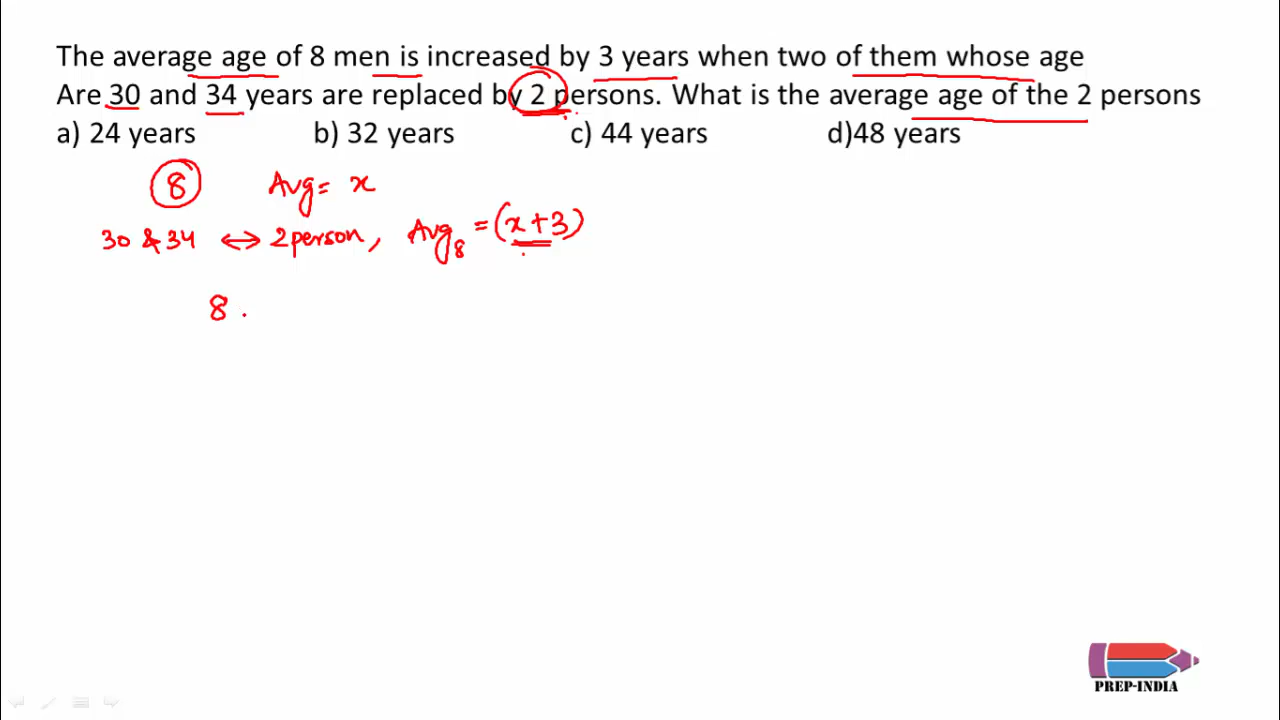 The average age of 8 men is increased by 3 years when two of them whose age
Are 30 and 34 years are replaced by 2 persons. What is the average age of the 2 persons
a) 24 years b) 32 years c) 44 years d)48 years
8 Avg = x
30 & 34 ↔ 2 person, Avg₈ = (x+3)
8 .
PREP-INDIA